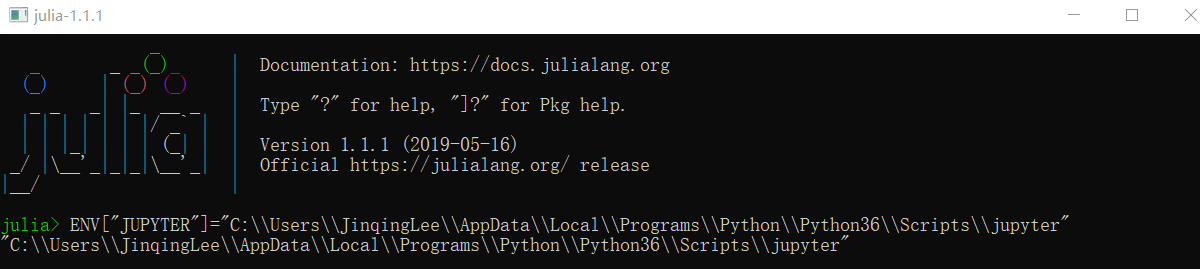 julia-1.1.1
Documentation: https://docs.julialang.org
Type "?" for help, "]?" for Pkg help.
julia
Version 1.1.1 (2019-05-16)
Official https://julialang.org/ release
julia> ENV["JUPYTER"]="C:\\Users\\JinqingLee\\AppData\\Local\\Programs\\Python\\Python36\\Scripts\\jupyter"
"C:\\Users\\JinqingLee\\AppData\\Local\\Programs\\Python\\Python36\\Scripts\\jupyter"